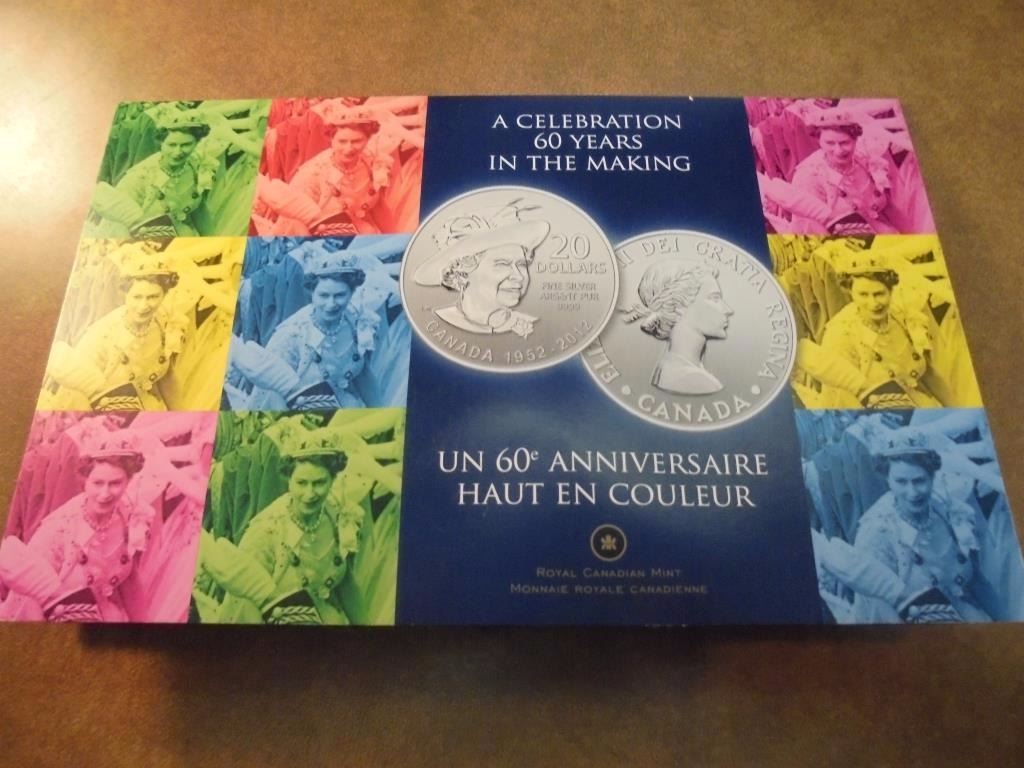 A CELEBRATION
60 YEARS
IN THE MAKING
20
DOLLARS
FINE SILVER
ARGENT PUR
9999
CANADA 1952-2012
DEI GRATIA REGINA
• CANADA •
UN 60e ANNIVERSAIRE
HAUT EN COULEUR
ROYAL CANADIAN MINT
MONNAIE ROYALE CANADIENNE